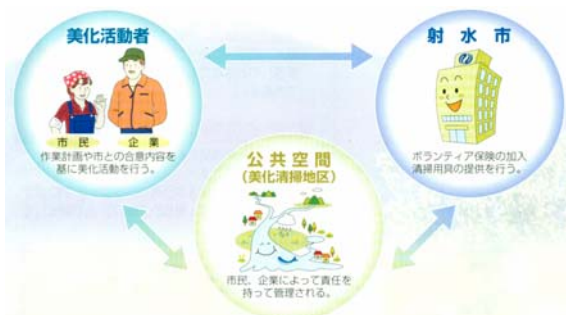 美化活動者
市民 企業
作業計画や市との合意内容を
基に美化活動を行う。
射水市
ボランティア保険の加入
清掃用具の提供を行う。
公共空間
(美化清掃地区)
市民、企業によって責任を
持って管理される。